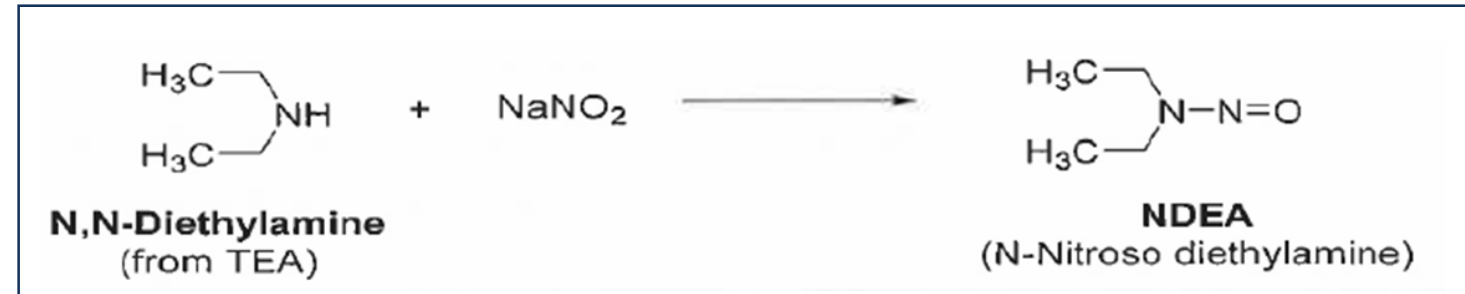 H₃C
NH + NaNO₂
H₃C
N,N-Diethylamine
(from TEA)
H₃C
N–N=O
H₃C
NDEA
(N-Nitroso diethylamine)